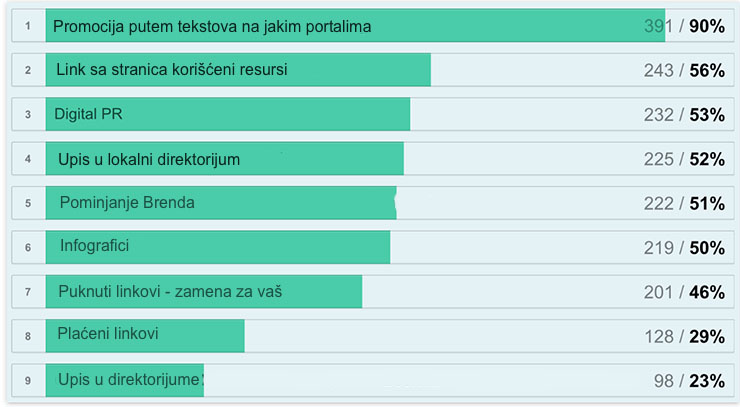 1 Promocija putem tekstova na jakim portalima 391 / 90%
2 Link sa stranica korišćeni resursi 243 / 56%
3 Digital PR 232 / 53%
4 Upis u lokalni direktorijum 225 / 52%
5 Pominjanje Brenda 222 / 51%
6 Infografici 219 / 50%
7 Puknuti linkovi - zamena za vaš 201 / 46%
8 Plaćeni linkovi 128 / 29%
9 Upis u direktorijume 98 / 23%